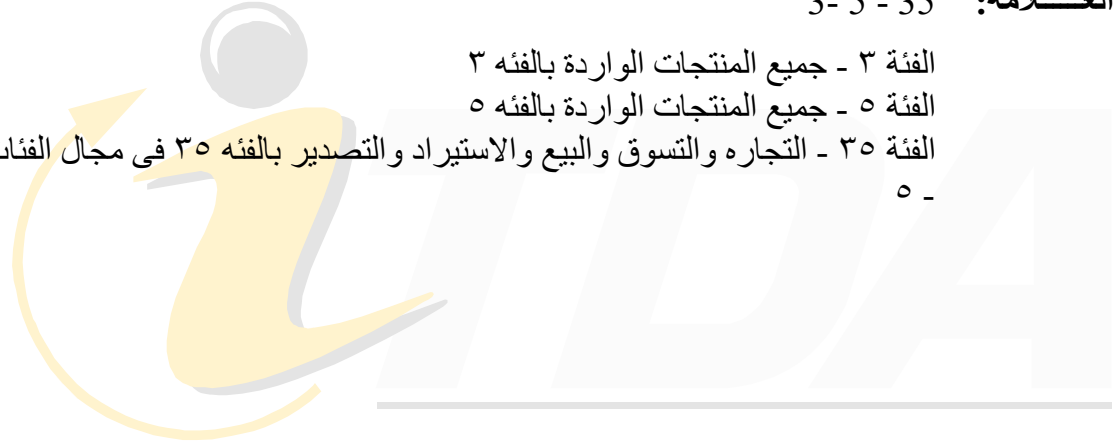 35 - 5 -3
الفئة ٣ - جميع المنتجات الواردة بالفئه ٣
الفئة ٥ - جميع المنتجات الواردة بالفئه ٥
الفئة ٣٥ - التجاره والتسوق والبيع والاستيراد والتصدير بالفئه ٣٥ فى مجال
٥ -
iTDA